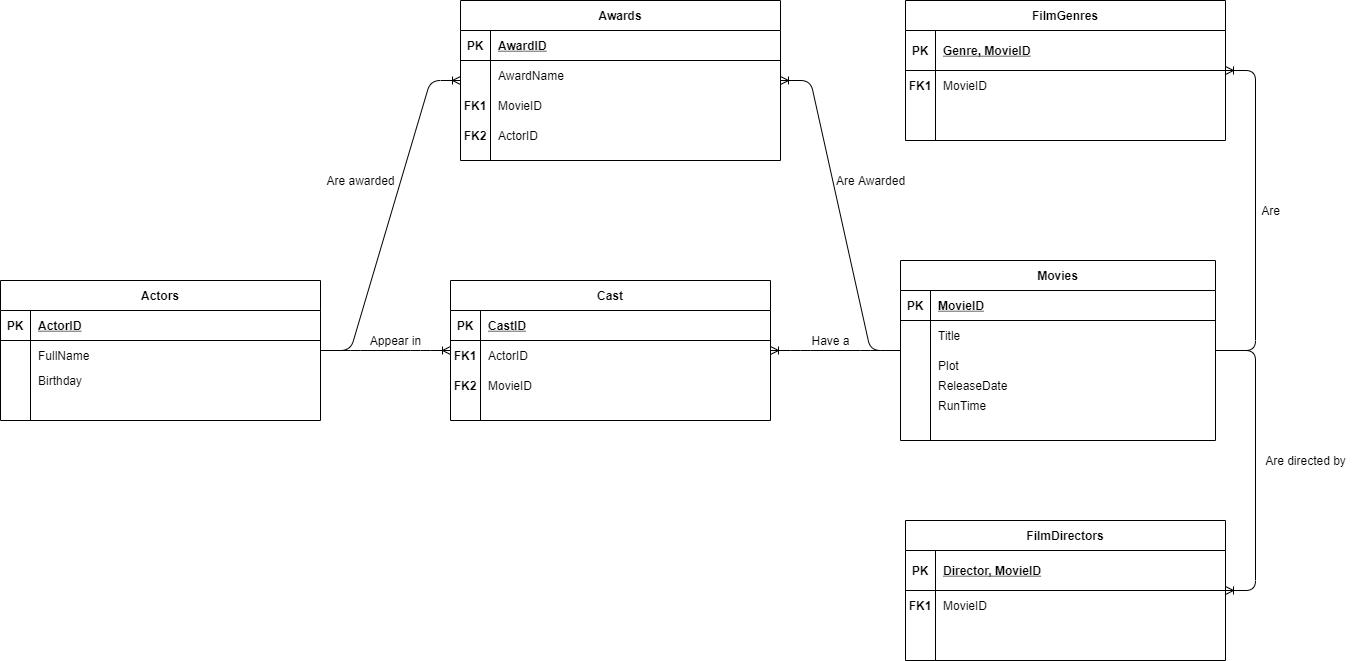 Awards
PK AwardID
AwardName
FK1 MovieID
FK2 ActorID
FilmGenres
PK Genre, MovieID
FK1 MovieID
Are awarded
Are Awarded
Are
Actors
PK ActorID
FullName
Birthday
Appear in
Cast
PK CastID
FK1 ActorID
FK2 MovieID
Have a
Movies
PK MovieID
Title
Plot
ReleaseDate
RunTime
Are directed by
FilmDirectors
PK Director, MovieID
FK1 MovieID